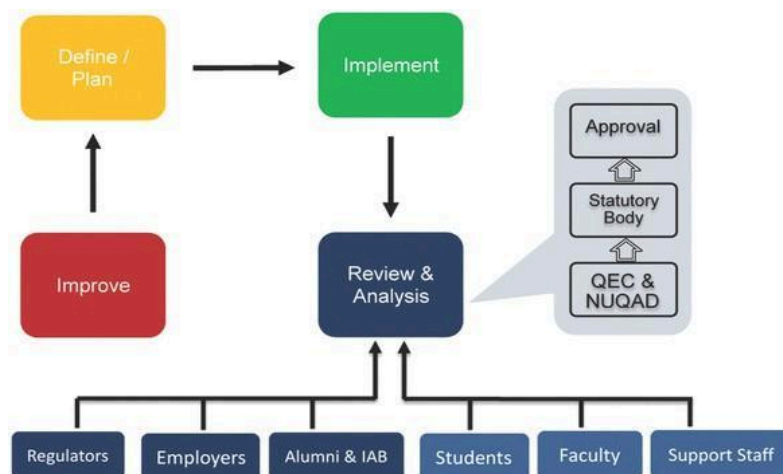 Define /
Plan
Implement
Approval
Statutory
Body
QEC &
NUQAD
Improve
Review &
Analysis
Regulators
Employers
Alumni & IAB
Students
Faculty
Support Staff